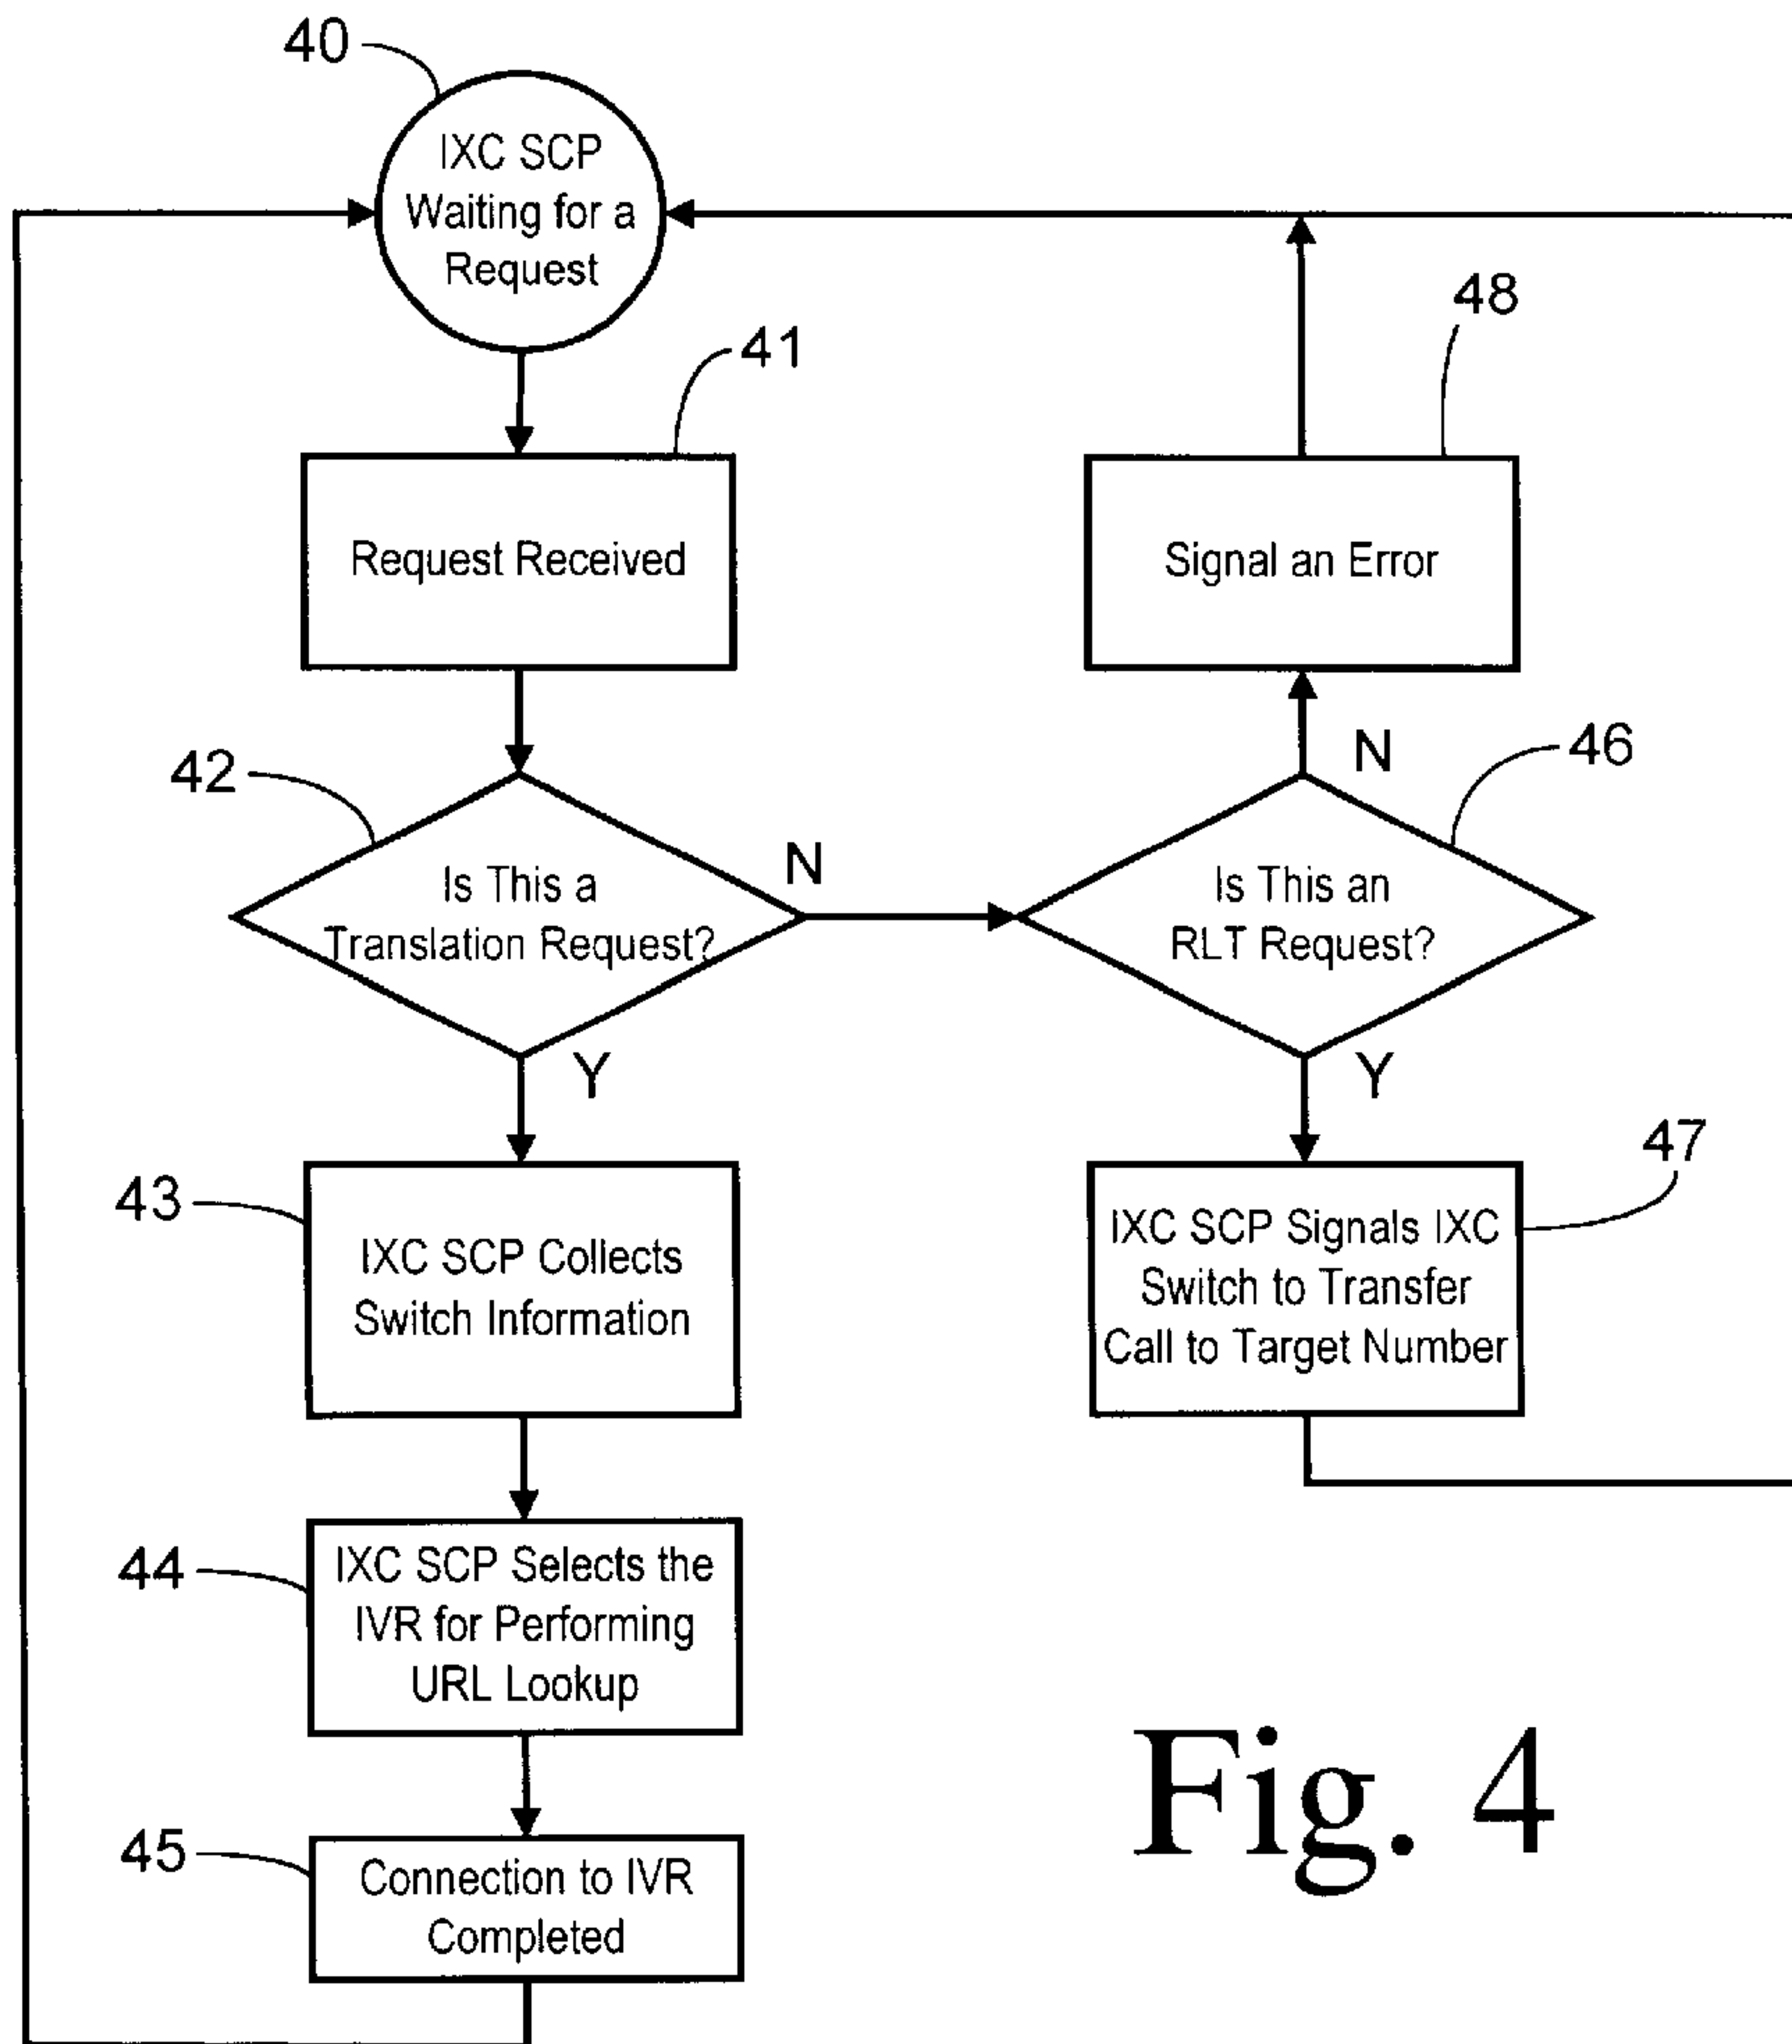 40
IXC SCP
Waiting for a
Request
41
Request Received
42
Is This a
Translation Request?
N
Y
43
IXC SCP Collects
Switch Information
44
IXC SCP Selects the
IVR for Performing
URL Lookup
45
Connection to IVR
Completed
48
Signal an Error
N
46
Is This an
RLT Request?
Y
47
IXC SCP Signals IXC
Switch to Transfer
Call to Target Number
Fig. 4